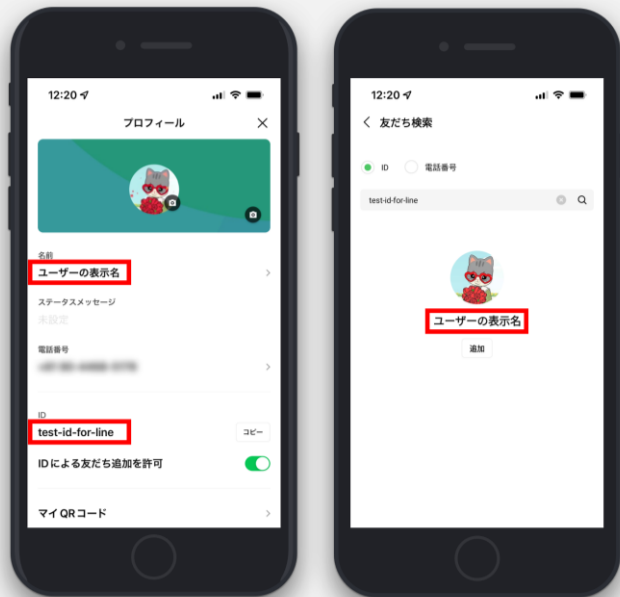 12:20
プロフィール
名前
ユーザーの表示名
ステータスメッセージ
未設定
電話番号
ID
test-id-for-line
コピー
IDによる友だち追加を許可
マイQRコード
12:20
友だち検索
ID
電話番号
test-id-for-line
ユーザーの表示名
追加